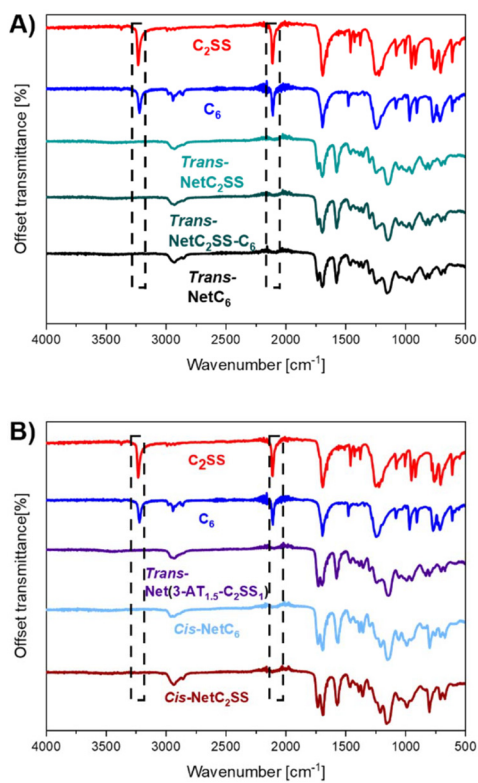 A)
Offset transmittance [%]
C₂SS
C₆
Trans-
NetC₂SS
Trans-
NetC₂SS-C₆
Trans-
NetC₆
4000 3500 3000 2500 2000 1500 1000 500
Wavenumber [cm⁻¹]
B)
Offset transmittance[%]
C₂SS
C₆
Trans-
Net(3-AT₁.₅-C₂SS₁)
Cis-NetC₆
Cis-NetC₂SS
4000 3500 3000 2500 2000 1500 1000 500
Wavenumber [cm⁻¹]